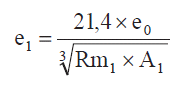 e₁ = 21,4 × e₀ / ∛(Rm₁ × A₁)